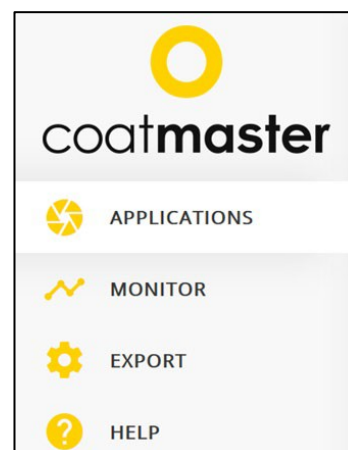 coatmaster
APPLICATIONS
MONITOR
EXPORT
?
HELP